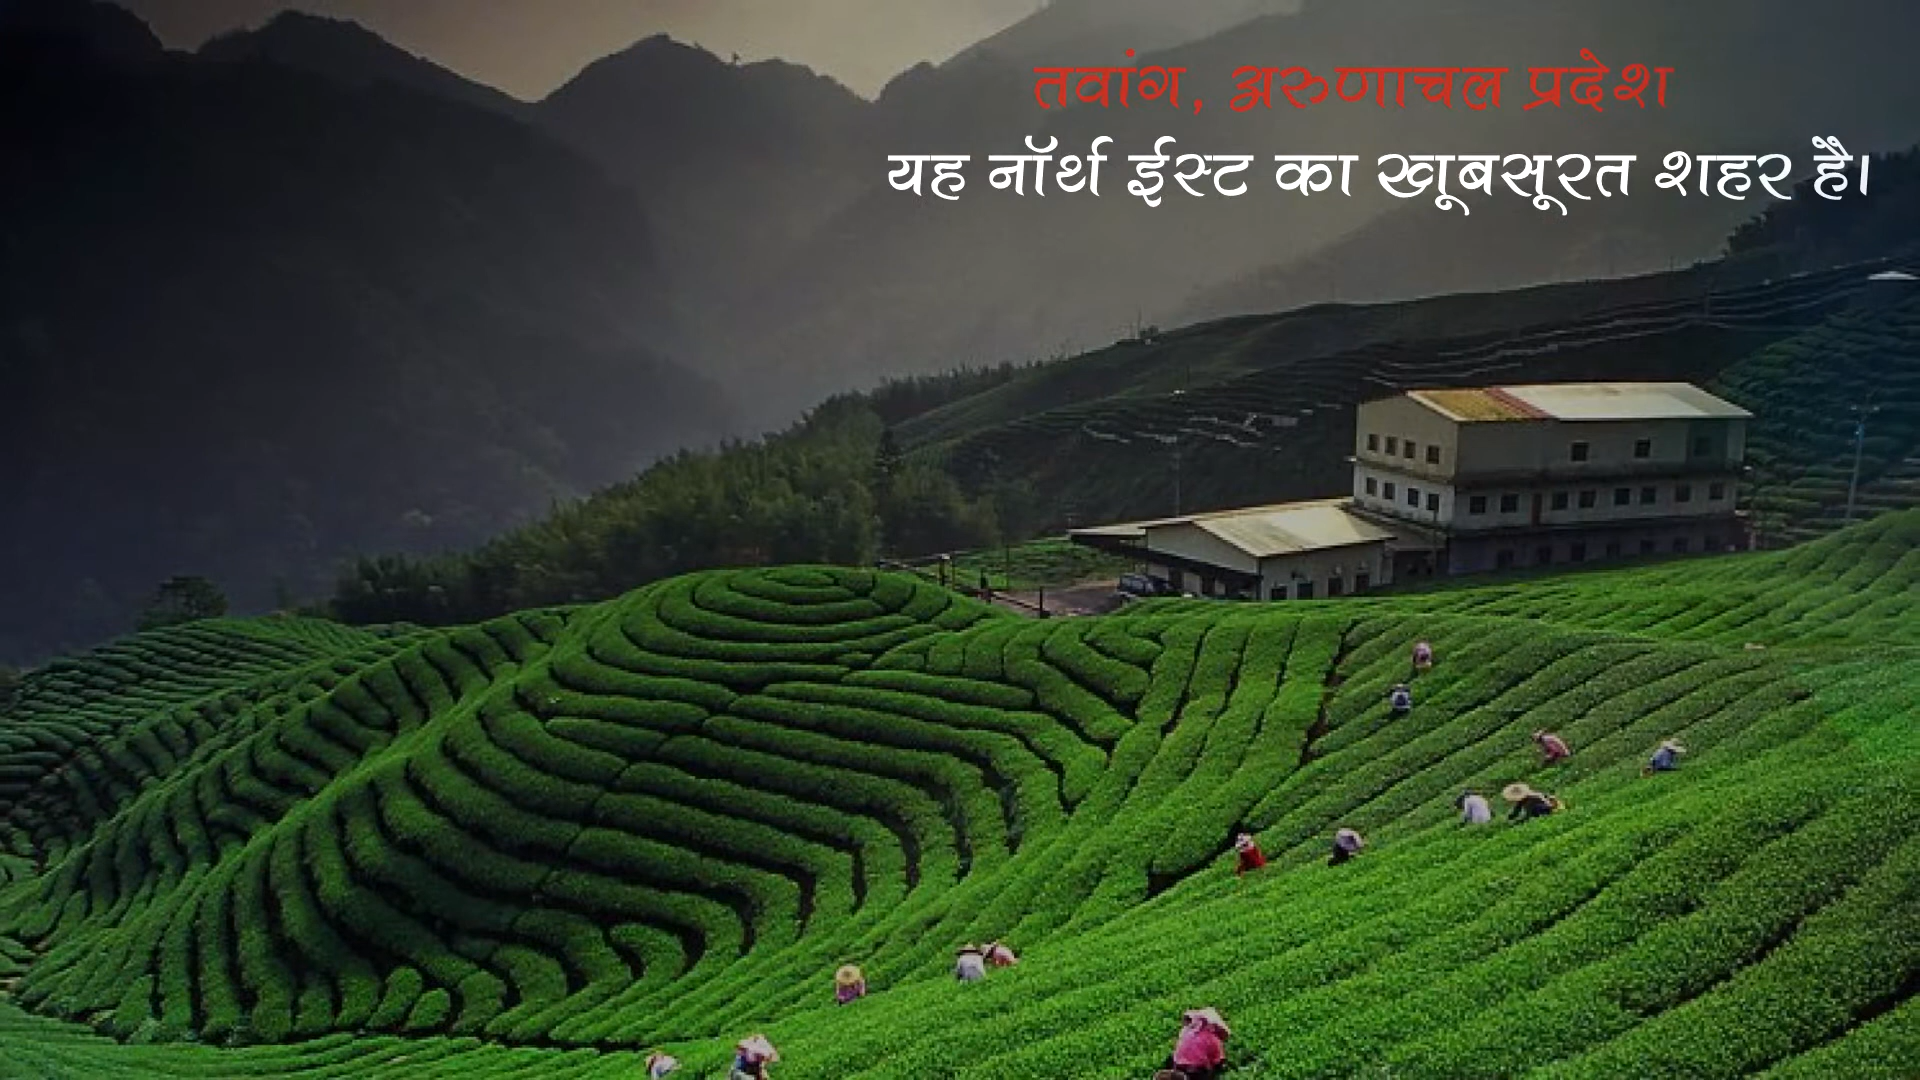 तवांग, अरुणाचल प्रदेश
यह नॉर्थ ईस्ट का खूबसूरत शहर है।